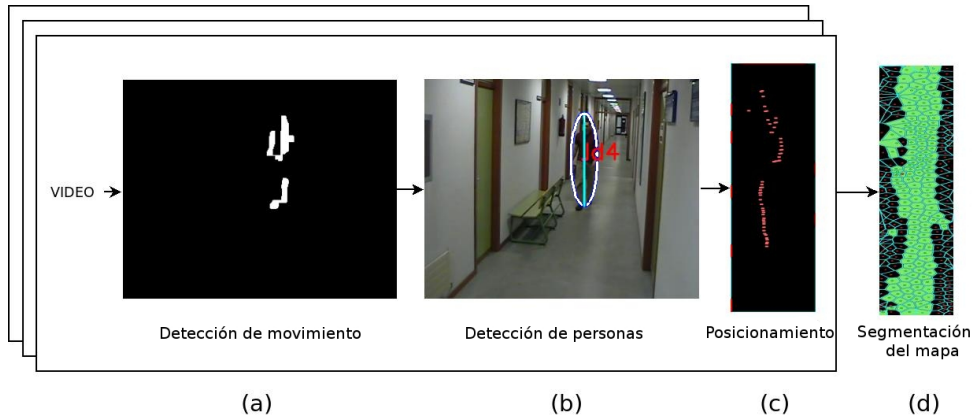 VIDEO
Id4
Detección de movimiento
Detección de personas
Posicionamiento
Segmentación
del mapa
(a)
(b)
(c)
(d)